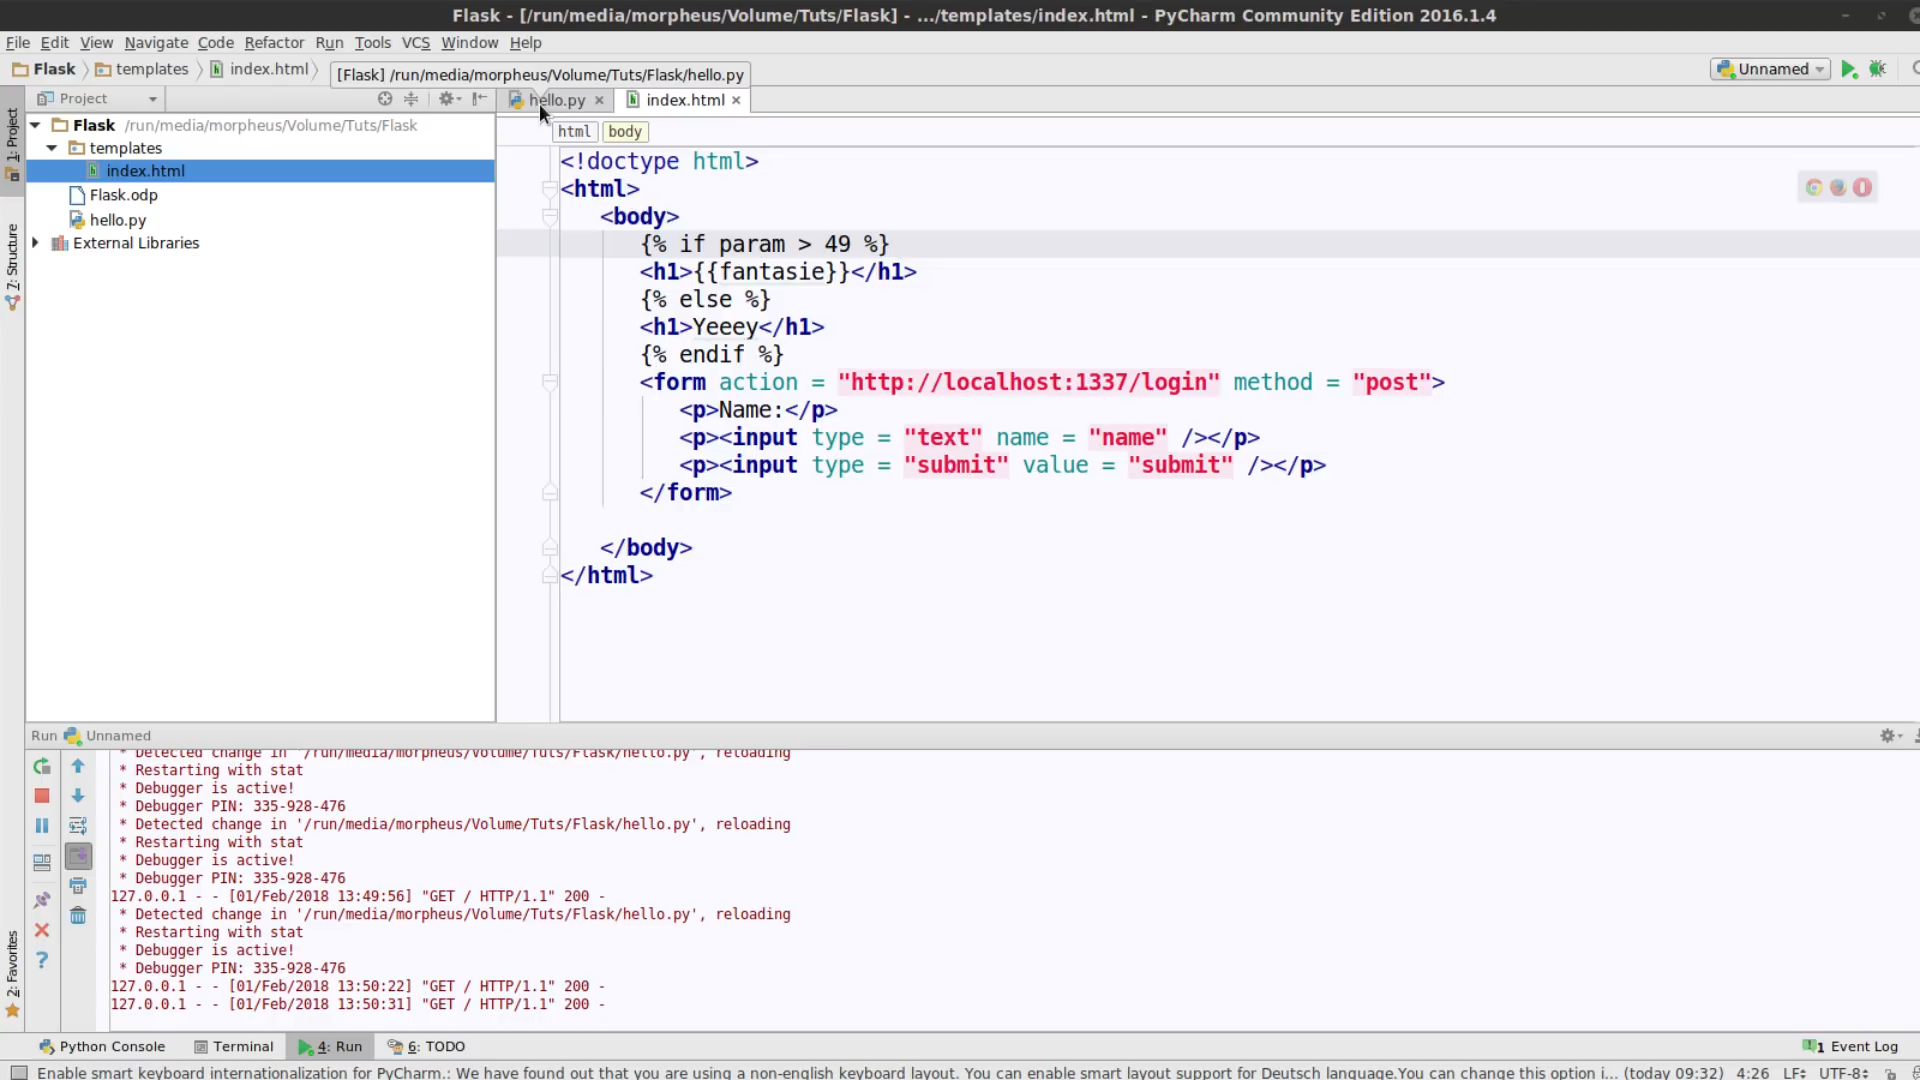 Flask - [/run/media/morpheus/Volume/Tuts/Flask] - .../templates/index.html - PyCharm Community Edition 2016.1.4
File Edit View Navigate Code Refactor Run Tools VCS Window Help
Flask templates index.html
[Flask] /run/media/morpheus/Volume/Tuts/Flask/hello.py
Unnamed
Project
hello.py
index.html
1: Project
7: Structure
2: Favorites
Flask /run/media/morpheus/Volume/Tuts/Flask
templates
index.html
Flask.odp
hello.py
External Libraries
html body
<!doctype html>
<html>
<body>
{% if param > 49 %}
<h1>{{fantasie}}</h1>
{% else %}
<h1>Yeeey</h1>
{% endif %}
<form action = "http://localhost:1337/login" method = "post">
<p>Name:</p>
<p><input type = "text" name = "name" /></p>
<p><input type = "submit" value = "submit" /></p>
</form>
</body>
</html>
Run Unnamed
* Detected change in '/run/media/morpheus/Volume/Tuts/Flask/hello.py', reloading
* Restarting with stat
* Debugger is active!
* Debugger PIN: 335-928-476
* Detected change in '/run/media/morpheus/Volume/Tuts/Flask/hello.py', reloading
* Restarting with stat
* Debugger is active!
* Debugger PIN: 335-928-476
127.0.0.1 - - [01/Feb/2018 13:49:56] "GET / HTTP/1.1" 200 -
* Detected change in '/run/media/morpheus/Volume/Tuts/Flask/hello.py', reloading
* Restarting with stat
* Debugger is active!
* Debugger PIN: 335-928-476
127.0.0.1 - - [01/Feb/2018 13:50:22] "GET / HTTP/1.1" 200 -
127.0.0.1 - - [01/Feb/2018 13:50:31] "GET / HTTP/1.1" 200 -
Python Console Terminal 4: Run 6: TODO 1 Event Log
Enable smart keyboard internationalization for PyCharm.: We have found out that you are using a non-english keyboard layout. You can enable smart layout support for Deutsch language.You can change this option i... (today 09:32) 4:26 LF UTF-8